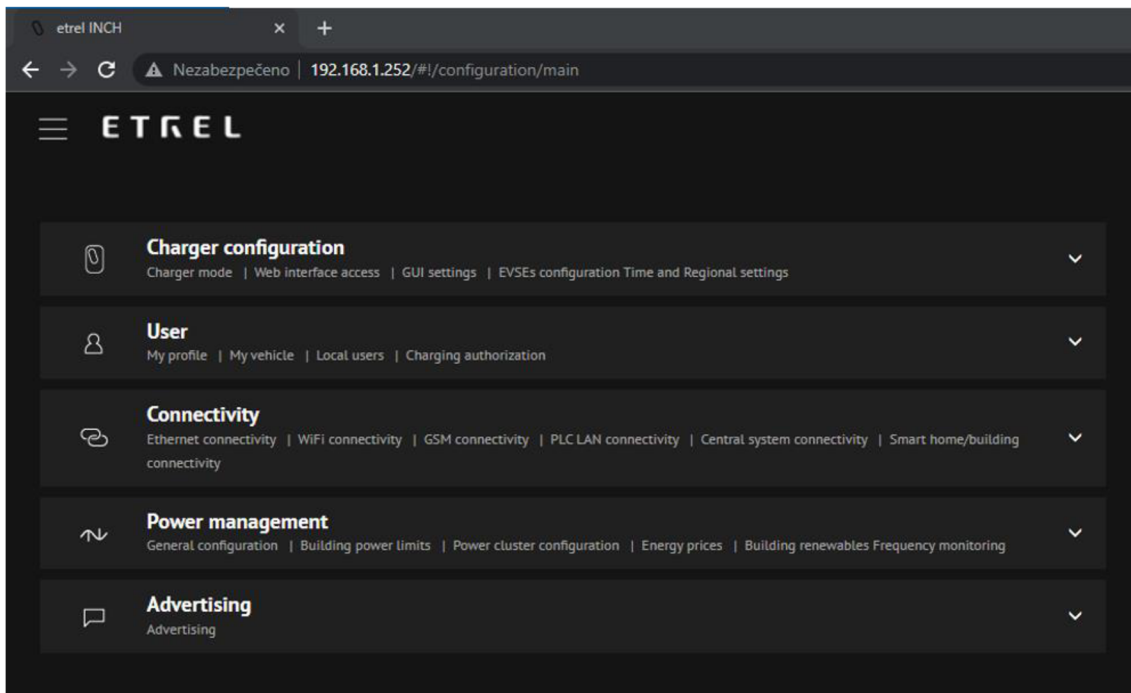 etrel INCH
Nezabezpečeno | 192.168.1.252/#!/configuration/main
ETREL
Charger configuration
Charger mode | Web interface access | GUI settings | EVSEs configuration Time and Regional settings
User
My profile | My vehicle | Local users | Charging authorization
Connectivity
Ethernet connectivity | WiFi connectivity | GSM connectivity | PLC LAN connectivity | Central system connectivity | Smart home/building
connectivity
Power management
General configuration | Building power limits | Power cluster configuration | Energy prices | Building renewables Frequency monitoring
Advertising
Advertising